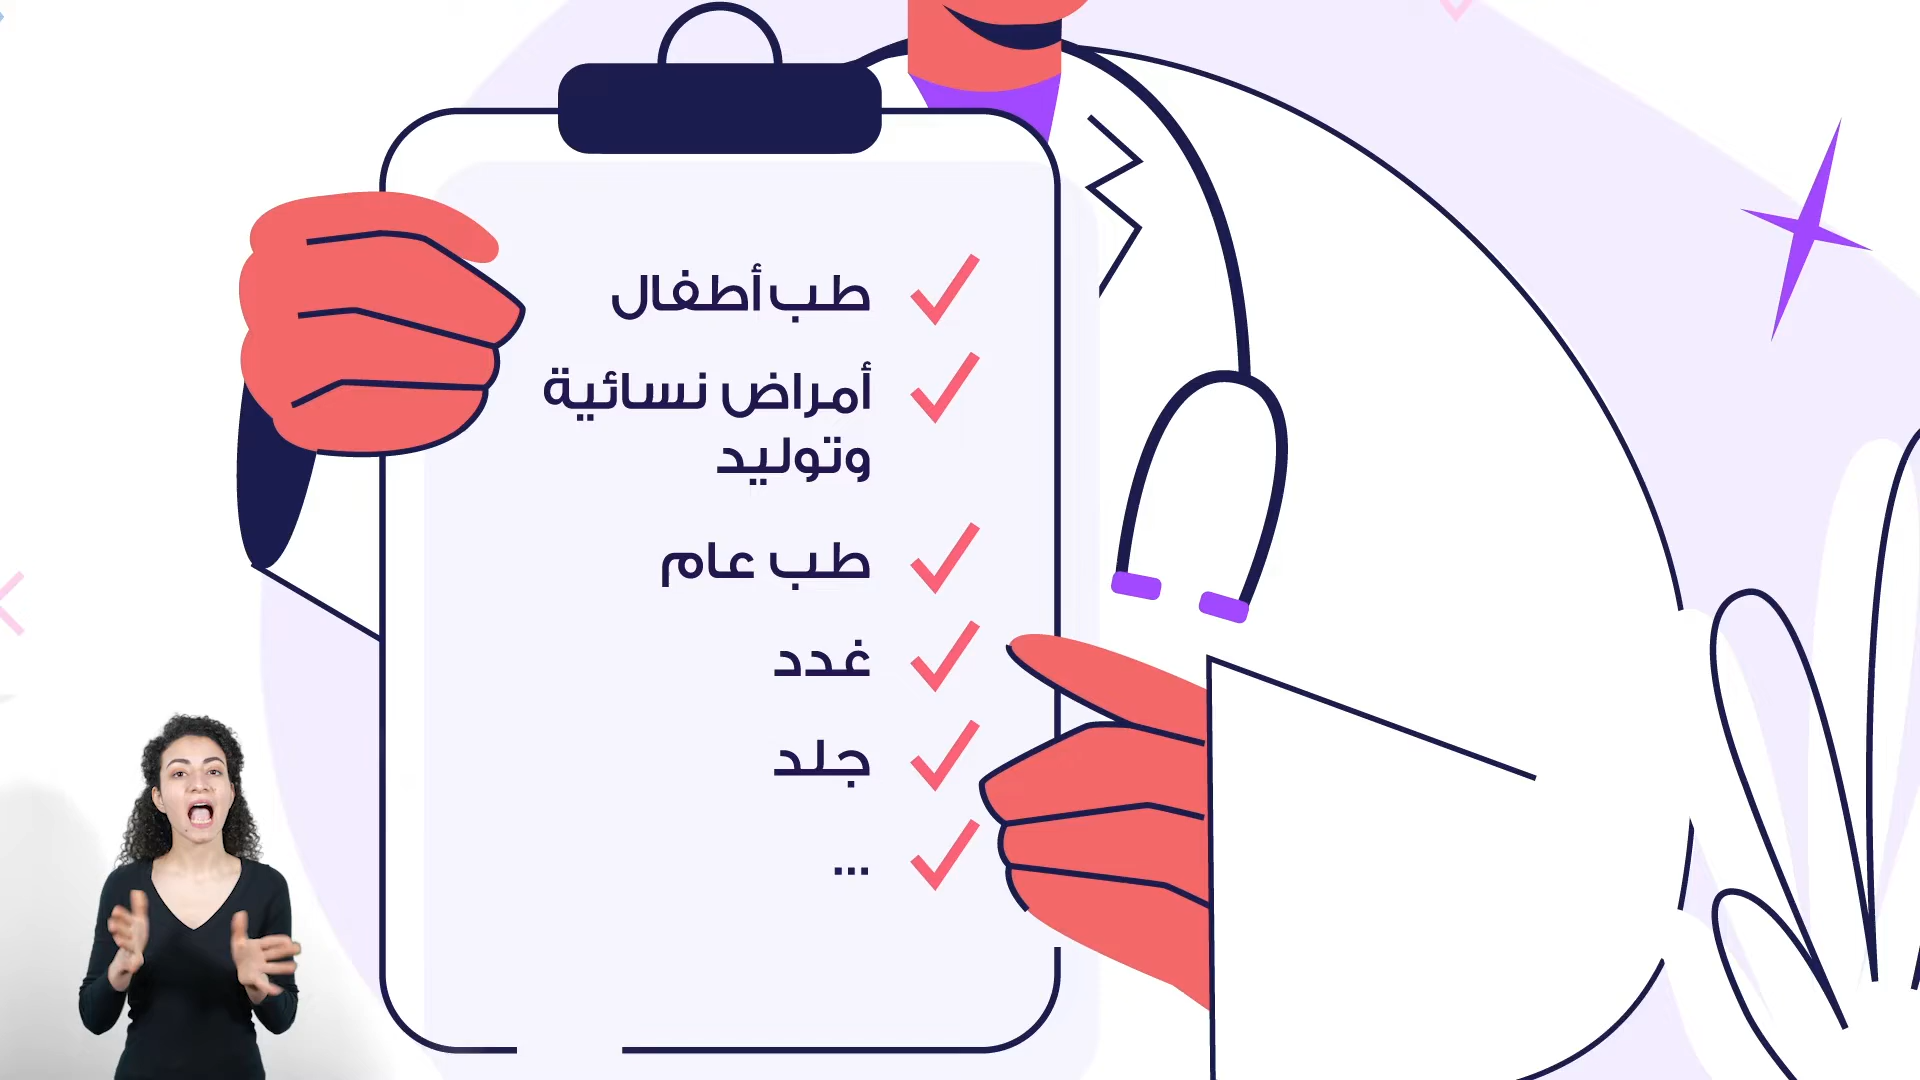 طب أطفال
أمراض نسائية
وتوليد
طب عام
غدد
جلد
...